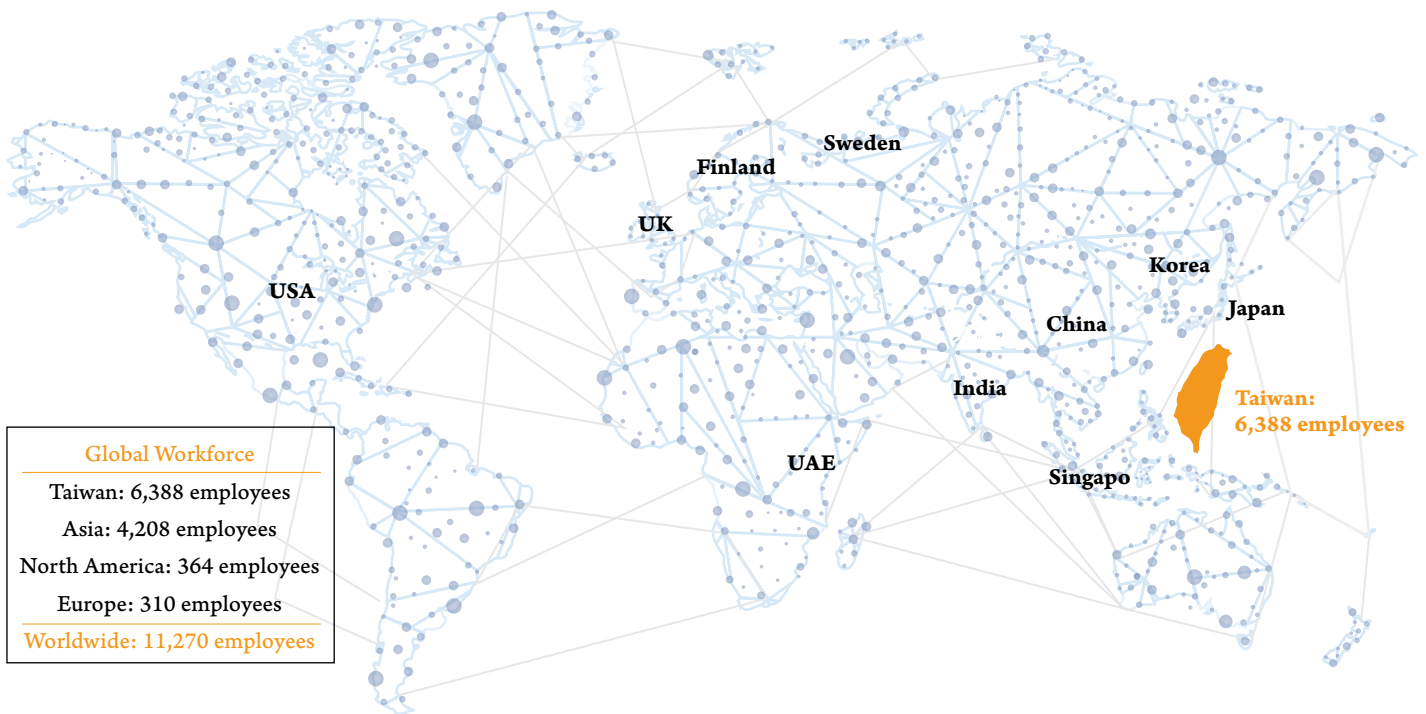 Sweden
Finland
UK
USA
Korea
Japan
China
India
Taiwan:
6,388 employees
UAE
Singapo
Global Workforce
Taiwan: 6,388 employees
Asia: 4,208 employees
North America: 364 employees
Europe: 310 employees
Worldwide: 11,270 employees